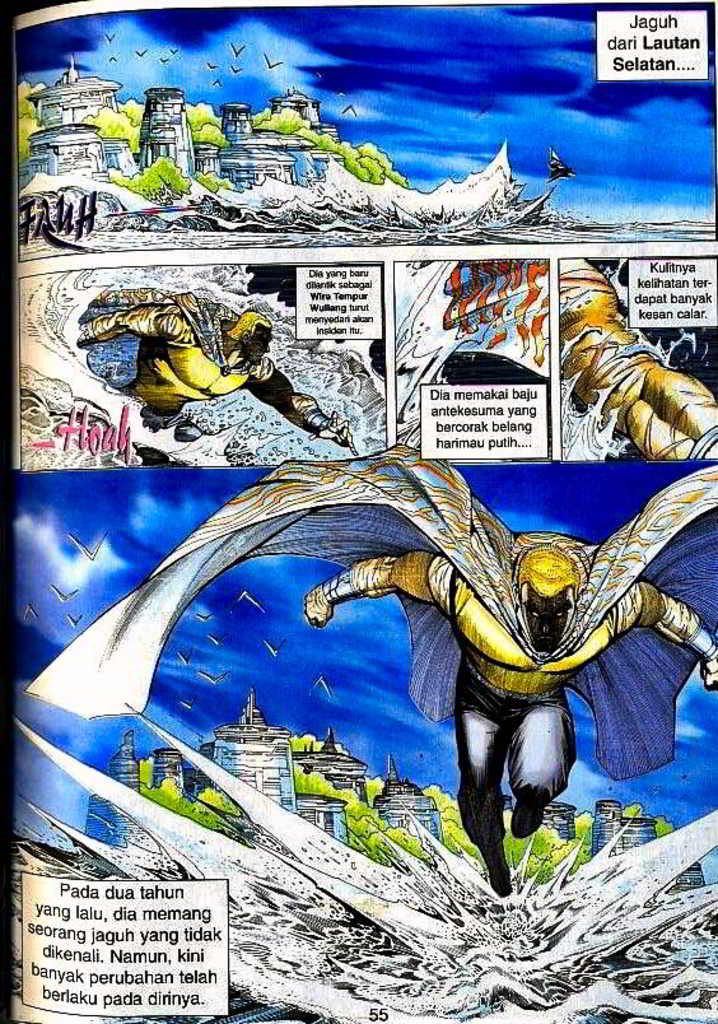 Jaguh
dari Lautan
Selatan....
FAUH
Dia yang baru
dilantik sebagai
Wira Tempur
Wuliang turut
menyedari akan
insiden itu.
Houh
Dia memakai baju
antekesuma yang
bercorak belang
harimau putih....
Kulitnya
kelihatan ter-
dapat banyak
kesan calar.
Pada dua tahun
yang lalu, dia memang
seorang jaguh yang tidak
dikenali. Namun, kini
banyak perubahan telah
berlaku pada dirinya.
55